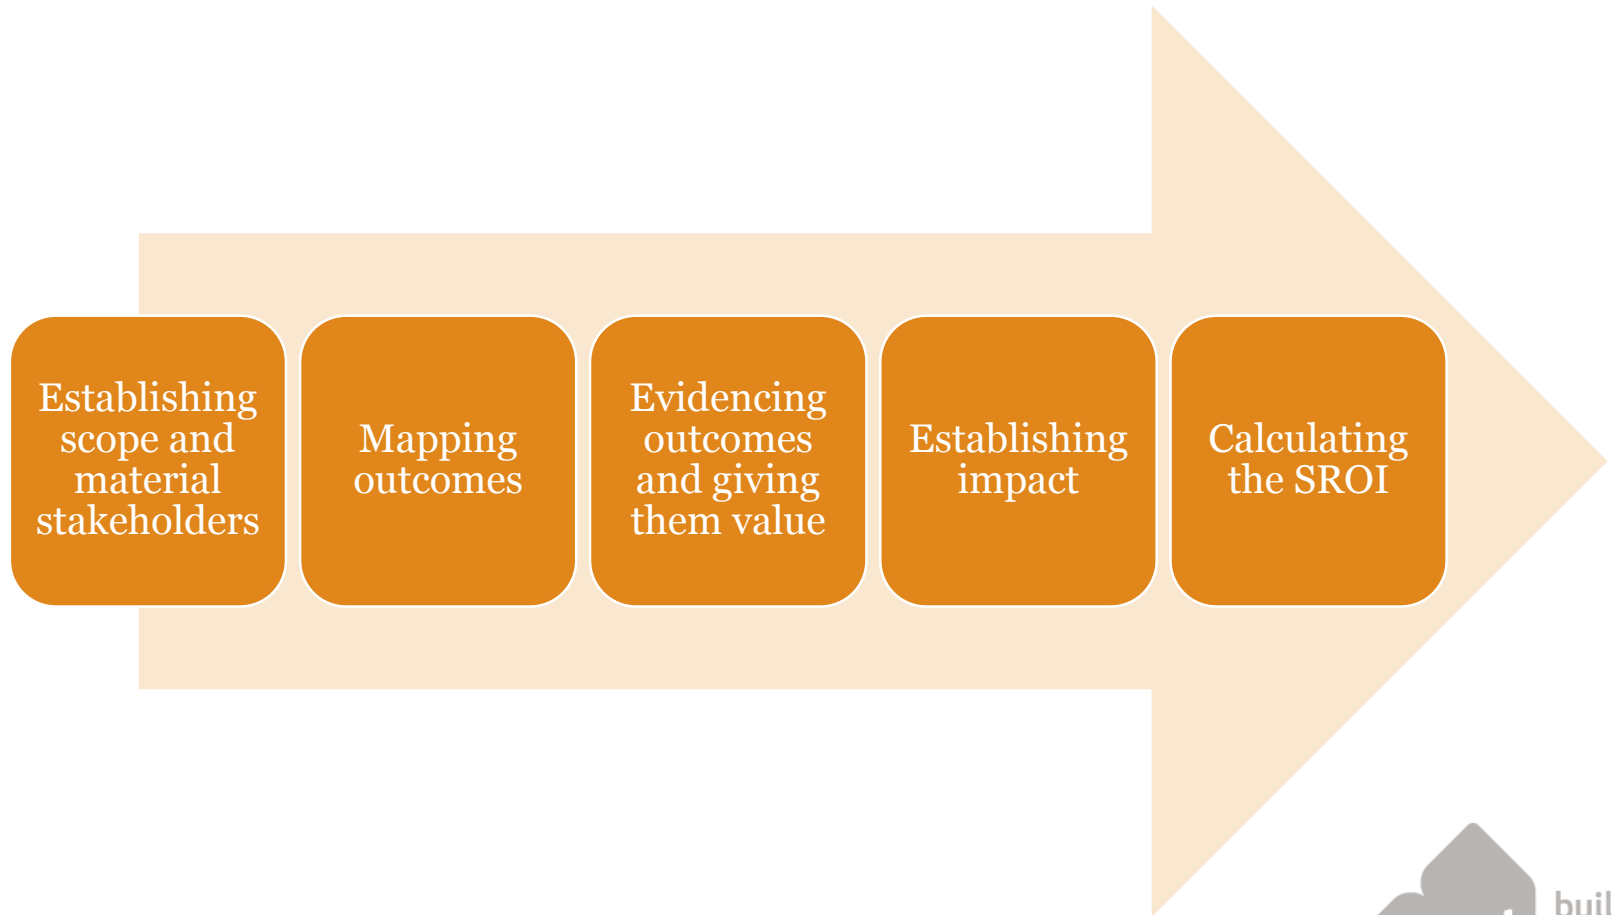 Establishing
scope and
material
stakeholders
Mapping
outcomes
Evidencing
outcomes
and giving
them value
Establishing
impact
Calculating
the SROI